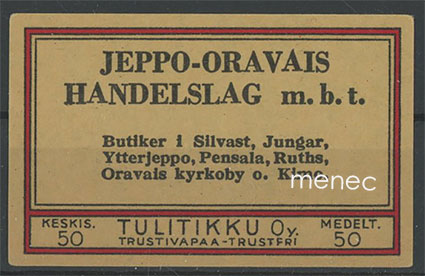 JEPPO-ORAVAIS
HANDELSLAG m. b. t.
Butiker i Silvast, Jungar,
Ytterjeppo, Pensala, Ruths,
Oravais kyrkoby o. Kimo.
menec
KESKIS. 50
TULITIKKU Oy.
TRUSTIVAPAA-TRUSTFRI
MEDELT. 50